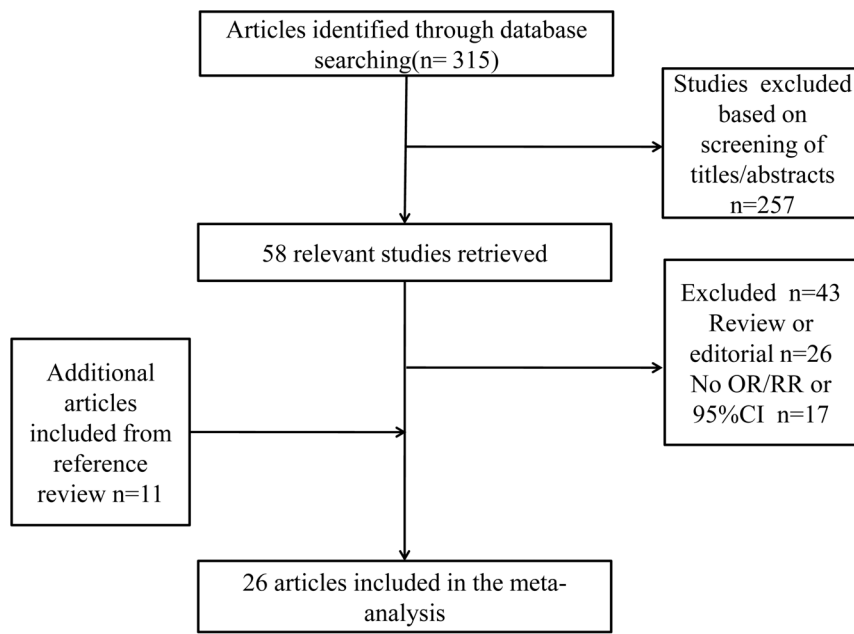 Articles identified through database
searching(n= 315)
Studies excluded
based on
screening of
titles/abstracts
n=257
58 relevant studies retrieved
Excluded n=43
Review or
editorial n=26
No OR/RR or
95%CI n=17
Additional
articles
included from
reference
review n=11
26 articles included in the meta-
analysis